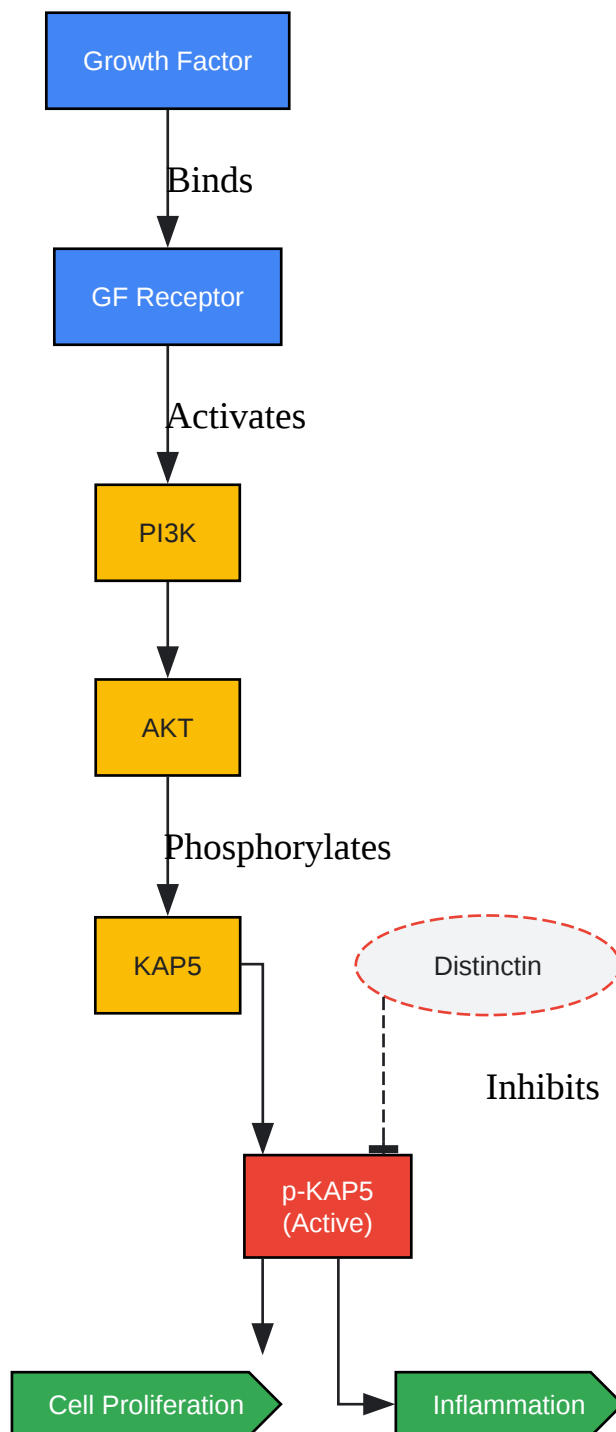 Growth Factor
Binds
GF Receptor
Activates
PI3K
AKT
Phosphorylates
KAP5
Distinctin
Inhibits
p-KAP5
(Active)
Cell Proliferation
Inflammation